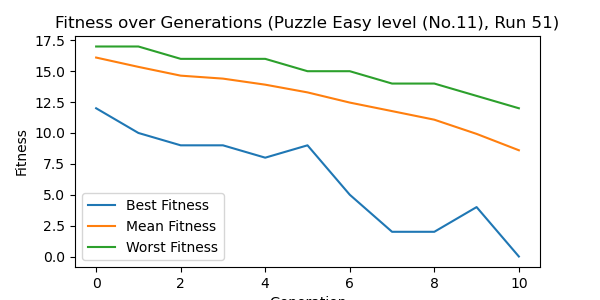 Fitness over Generations (Puzzle Easy level (No.11), Run 51)
17.5
15.0
12.5
10.0
7.5
5.0
2.5
0.0
Fitness
Best Fitness
Mean Fitness
Worst Fitness
0 2 4 6 8 10
Generation